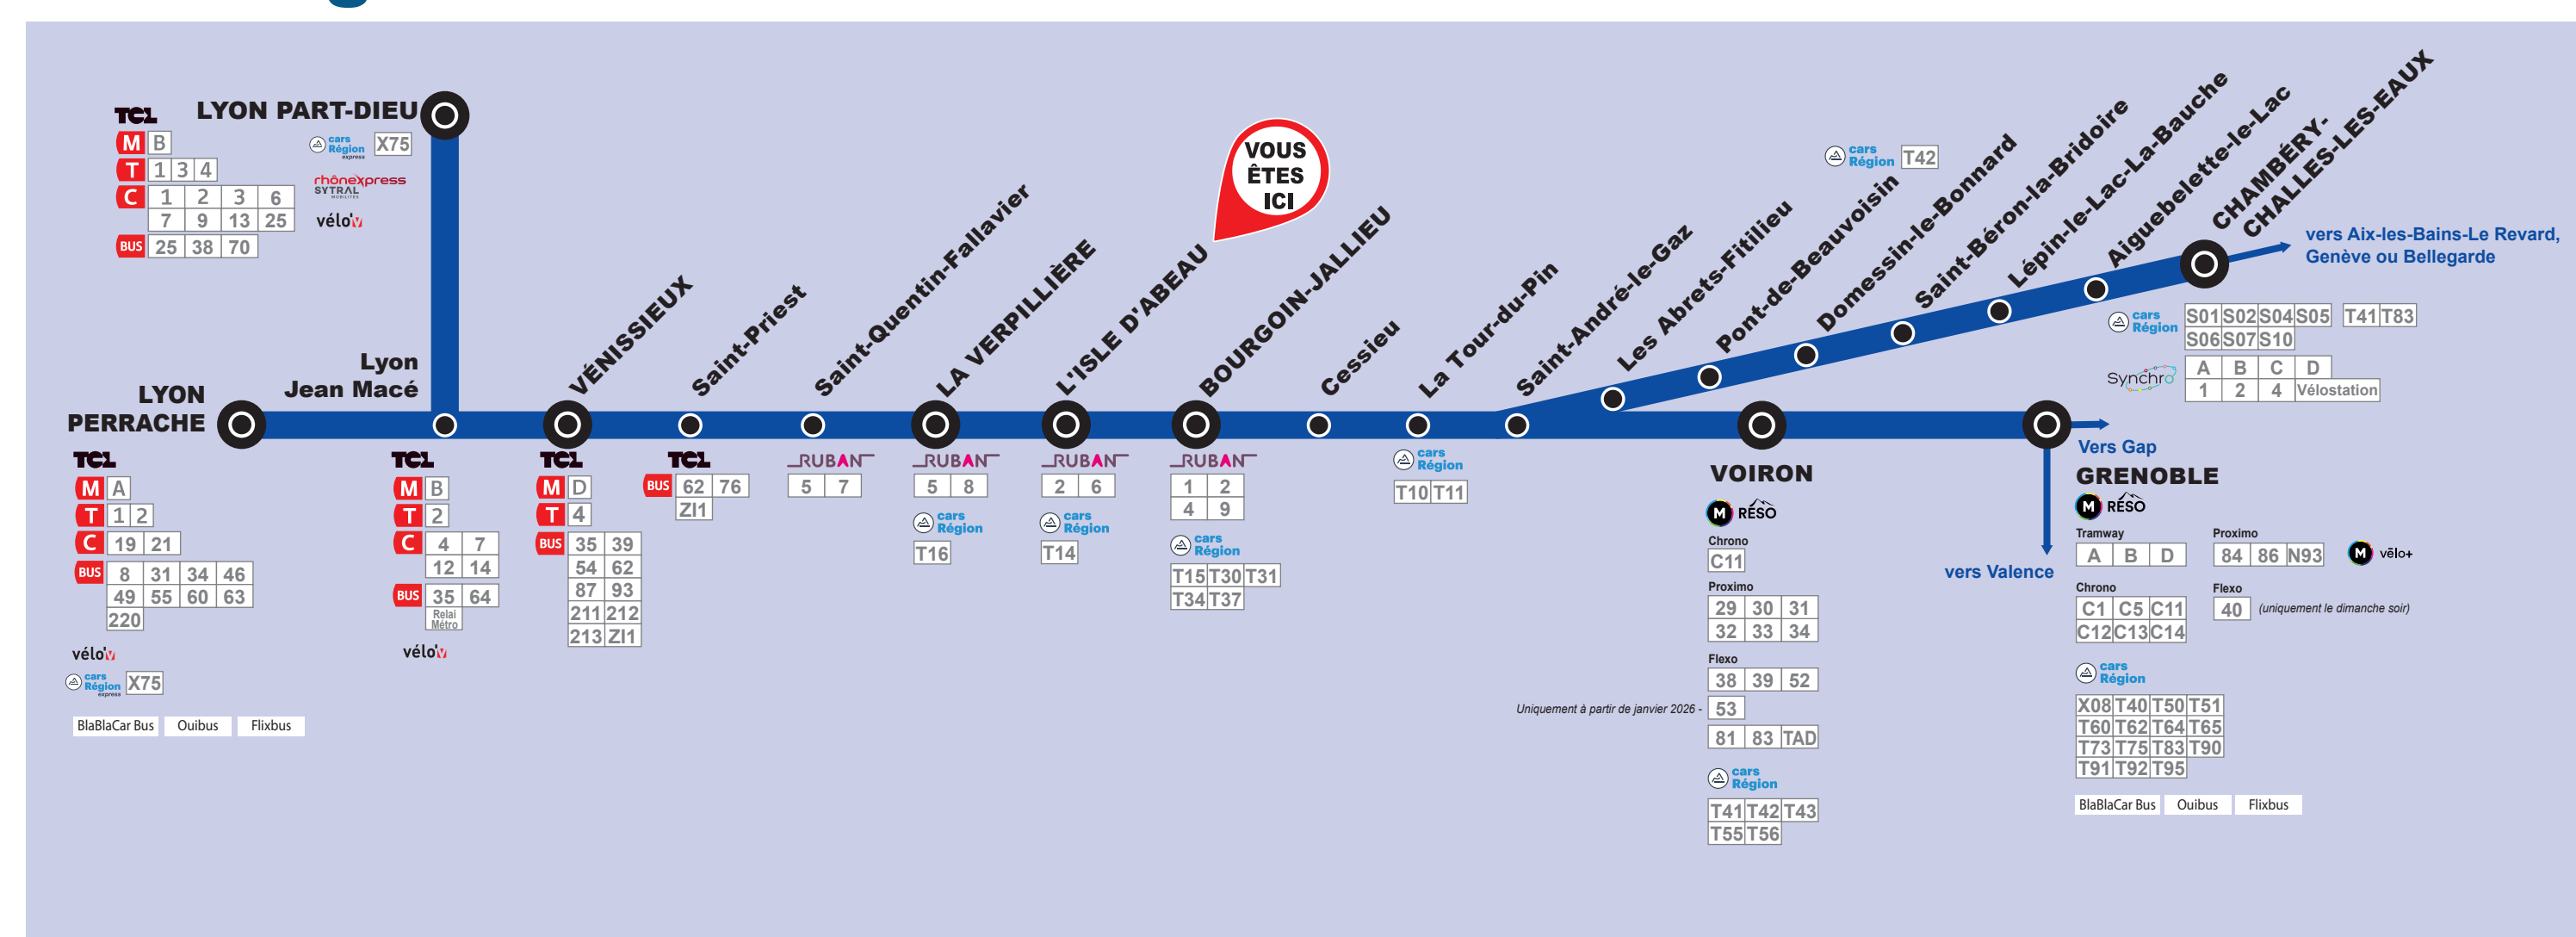 LYON PART-DIEU
TCL
M B
T 1 3 4
C 1 2 3 6
7 9 13 25
BUS 25 38 70
cars Région express X75
rhônexpress
SYTRAL
MOBILITÉS
vélo'v
VOUS
ÊTES
ICI
Lyon
Jean Macé
LYON
PERRACHE
VÉNISSIEUX
Saint-Priest
Saint-Quentin-Fallavier
LA VERPILLIÈRE
L'ISLE D'ABEAU
BOURGOIN-JALLIEU
Cessieu
La Tour-du-Pin
Saint-André-le-Gaz
Les Abrets-Fitilieu
Pont-de-Beauvoisin
cars Région T42
Domessin-le-Bonnard
Saint-Béron-la-Bridoire
Lépin-le-Lac-La-Bauche
Aiguebelette-le-Lac
CHAMBÉRY-
CHALLES-LES-EAUX
vers Aix-les-Bains-Le Revard,
Genève ou Bellegarde
cars Région
S01 S02 S04 S05 T41 T83
S06 S07 S10
Synchro
A B C D
1 2 4 Vélostation
TCL
M A
T 1 2
C 19 21
BUS 8 31 34 46
49 55 60 63
220
vélo'v
cars Région express X75
BlaBlaCar Bus Ouibus Flixbus
TCL
M B
T 2
C 4 7
12 14
BUS 35 64
Relai
Métro
vélo'v
TCL
M D
T 4
BUS 35 39
54 62
87 93
211 212
213 ZI1
TCL
BUS 62 76
ZI1
RUBAN
5 7
RUBAN
5 8
cars Région
T16
RUBAN
2 6
cars Région
T14
RUBAN
1 2
4 9
cars Région
T15 T30 T31
T34 T37
cars Région
T10 T11
VOIRON
M RÉSO
Chrono
C11
Proximo
29 30 31
32 33 34
Flexo
38 39 52
Uniquement à partir de janvier 2026 - 53
81 83 TAD
cars Région
T41 T42 T43
T55 T56
Vers Gap
vers Valence
GRENOBLE
M RÉSO
Tramway
A B D
Proximo
84 86 N93
M vélo+
Chrono
C1 C5 C11
C12 C13 C14
Flexo
40 (uniquement le dimanche soir)
cars Région
X08 T40 T50 T51
T60 T62 T64 T65
T73 T75 T83 T90
T91 T92 T95
BlaBlaCar Bus Ouibus Flixbus